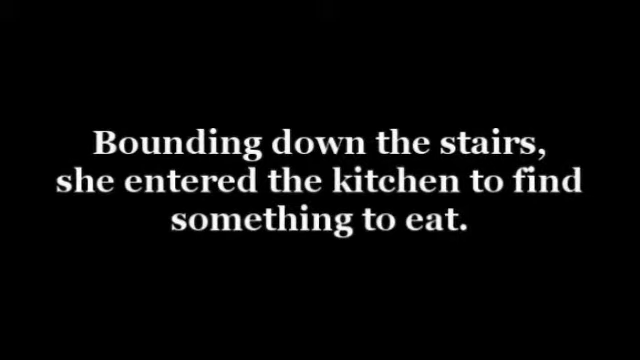 Bounding down the stairs,
she entered the kitchen to find
something to eat.